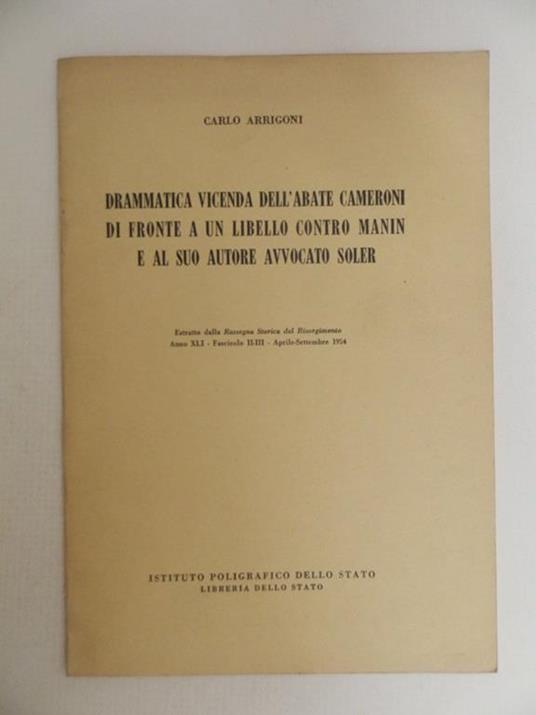 CARLO ARRIGONI
DRAMMATICA VICENDA DELL'ABATE CAMERONI
DI FRONTE A UN LIBELLO CONTRO MANIN
E AL SUO AUTORE AVVOCATO SOLER
Estratto dalla Rassegna Storica del Risorgimento
Anno XLI - Fascicolo II-III - Aprile-Settembre 1954
ISTITUTO POLIGRAFICO DELLO STATO
LIBRERIA DELLO STATO